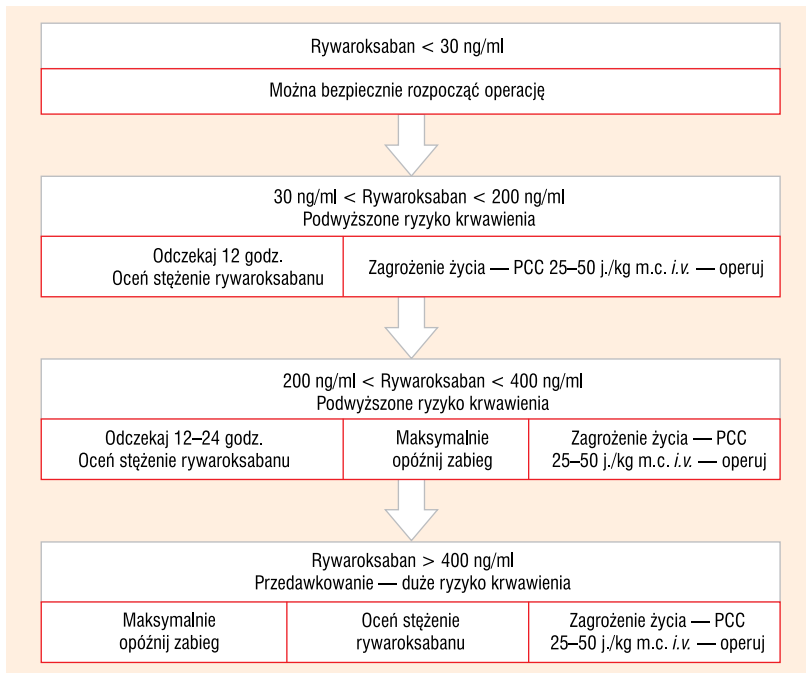 Rywaroksaban < 30 ng/ml
Można bezpiecznie rozpocząć operację
30 ng/ml < Rywaroksaban < 200 ng/ml
Podwyższone ryzyko krwawienia
Odczekaj 12 godz.
Oceń stężenie rywaroksabanu
Zagrożenie życia — PCC 25–50 j./kg m.c. i.v. — operuj
200 ng/ml < Rywaroksaban < 400 ng/ml
Podwyższone ryzyko krwawienia
Odczekaj 12–24 godz.
Oceń stężenie rywaroksabanu
Maksymalnie
opóźnij zabieg
Zagrożenie życia — PCC
25–50 j./kg m.c. i.v. — operuj
Rywaroksaban > 400 ng/ml
Przedawkowanie — duże ryzyko krwawienia
Maksymalnie
opóźnij zabieg
Oceń stężenie
rywaroksabanu
Zagrożenie życia — PCC
25–50 j./kg m.c. i.v. — operuj